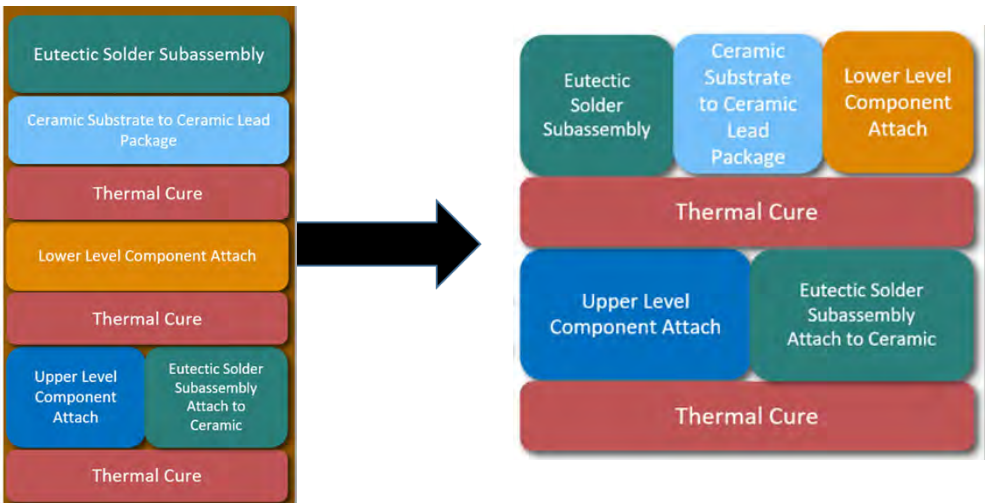 Eutectic Solder Subassembly
Ceramic Substrate to Ceramic Lead
Package
Thermal Cure
Lower Level Component Attach
Thermal Cure
Upper Level
Component
Attach
Eutectic Solder
Subassembly
Attach to
Ceramic
Thermal Cure
Eutectic
Solder
Subassembly
Ceramic
Substrate
to Ceramic
Lead
Package
Lower Level
Component
Attach
Thermal Cure
Upper Level
Component Attach
Eutectic Solder
Subassembly
Attach to Ceramic
Thermal Cure